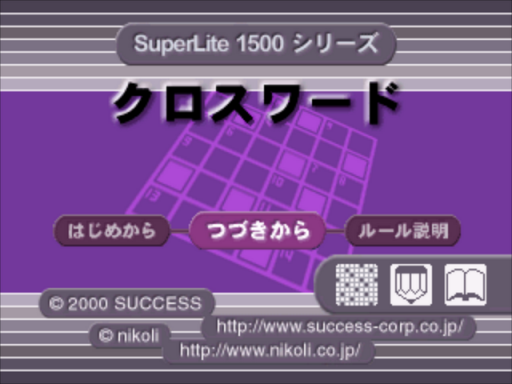 SuperLite 1500 シリーズ
クロスワード
はじめから
つづきから
ルール説明
© 2000 SUCCESS
http://www.success-corp.co.jp/
© nikoli
http://www.nikoli.co.jp/